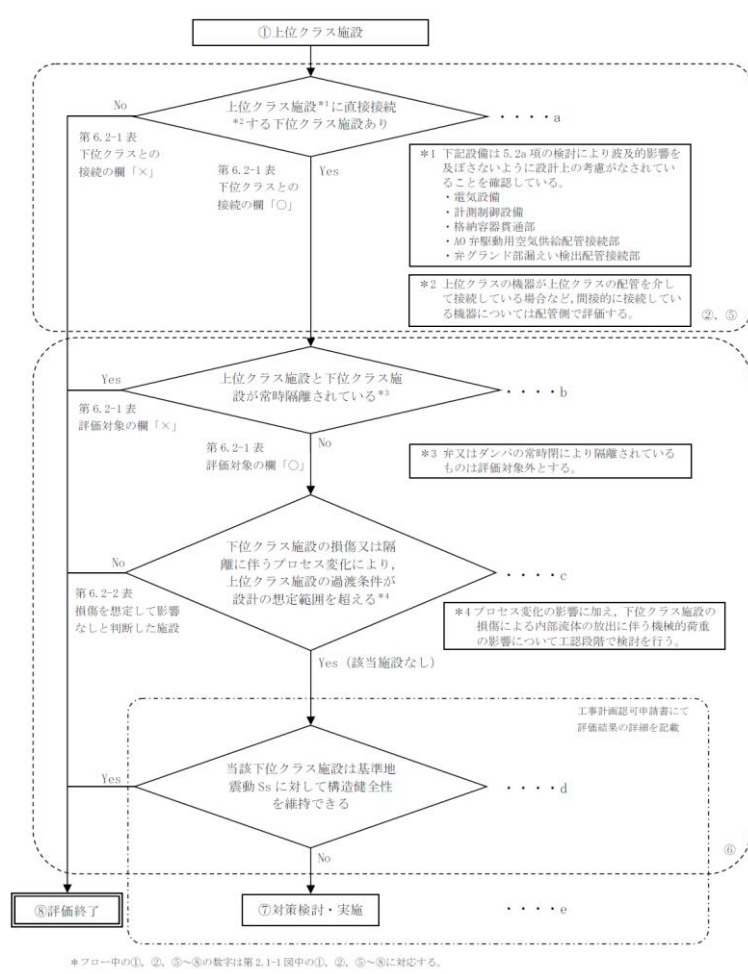 ①上位クラス施設
No
上位クラス施設*1に直接接続
*2する下位クラス施設あり
・・・・a
第6.2-1表
下位クラスとの
接続の欄「×」
第6.2-1表
下位クラスとの
接続の欄「○」
Yes
*1 下記設備は5.2a項の検討により波及的影響を
及ぼさないように設計上の考慮がなされてい
ることを確認している。
・電気設備
・計測制御設備
・格納容器貫通部
・AO弁駆動用空気供給配管接続部
・弁グランド部漏えい検出配管接続部
*2 上位クラスの機器が上位クラスの配管を介し
て接続している場合など,間接的に接続してい
る機器については配管側で評価する。
②,⑤
Yes
上位クラス施設と下位クラス施
設が常時隔離されている*3
・・・・b
第6.2-1表
評価対象の欄「×」
第6.2-1表
評価対象の欄「○」
No
*3 弁又はダンパの常時閉により隔離されている
ものは評価対象外とする。
No
下位クラス施設の損傷又は隔
離に伴うプロセス変化により,
上位クラス施設の過渡条件が
設計の想定範囲を超える*4
・・・・c
第6.2-2表
損傷を想定して影響
なしと判断した施設
*4 プロセス変化の影響に加え,下位クラス施設の
損傷による内部流体の放出に伴う機械的荷重
の影響について工認段階で検討を行う。
Yes(該当施設なし)
工事計画認可申請書にて
評価結果の詳細を記載
Yes
当該下位クラス施設は基準地
震動Ssに対して構造健全性
を維持できる
・・・・d
No
⑥
⑧評価終了
⑦対策検討・実施
・・・・e
*フロー中の①,②,⑤~⑧の数字は第2.1-1図中の①,②,⑤~⑧に対応する。